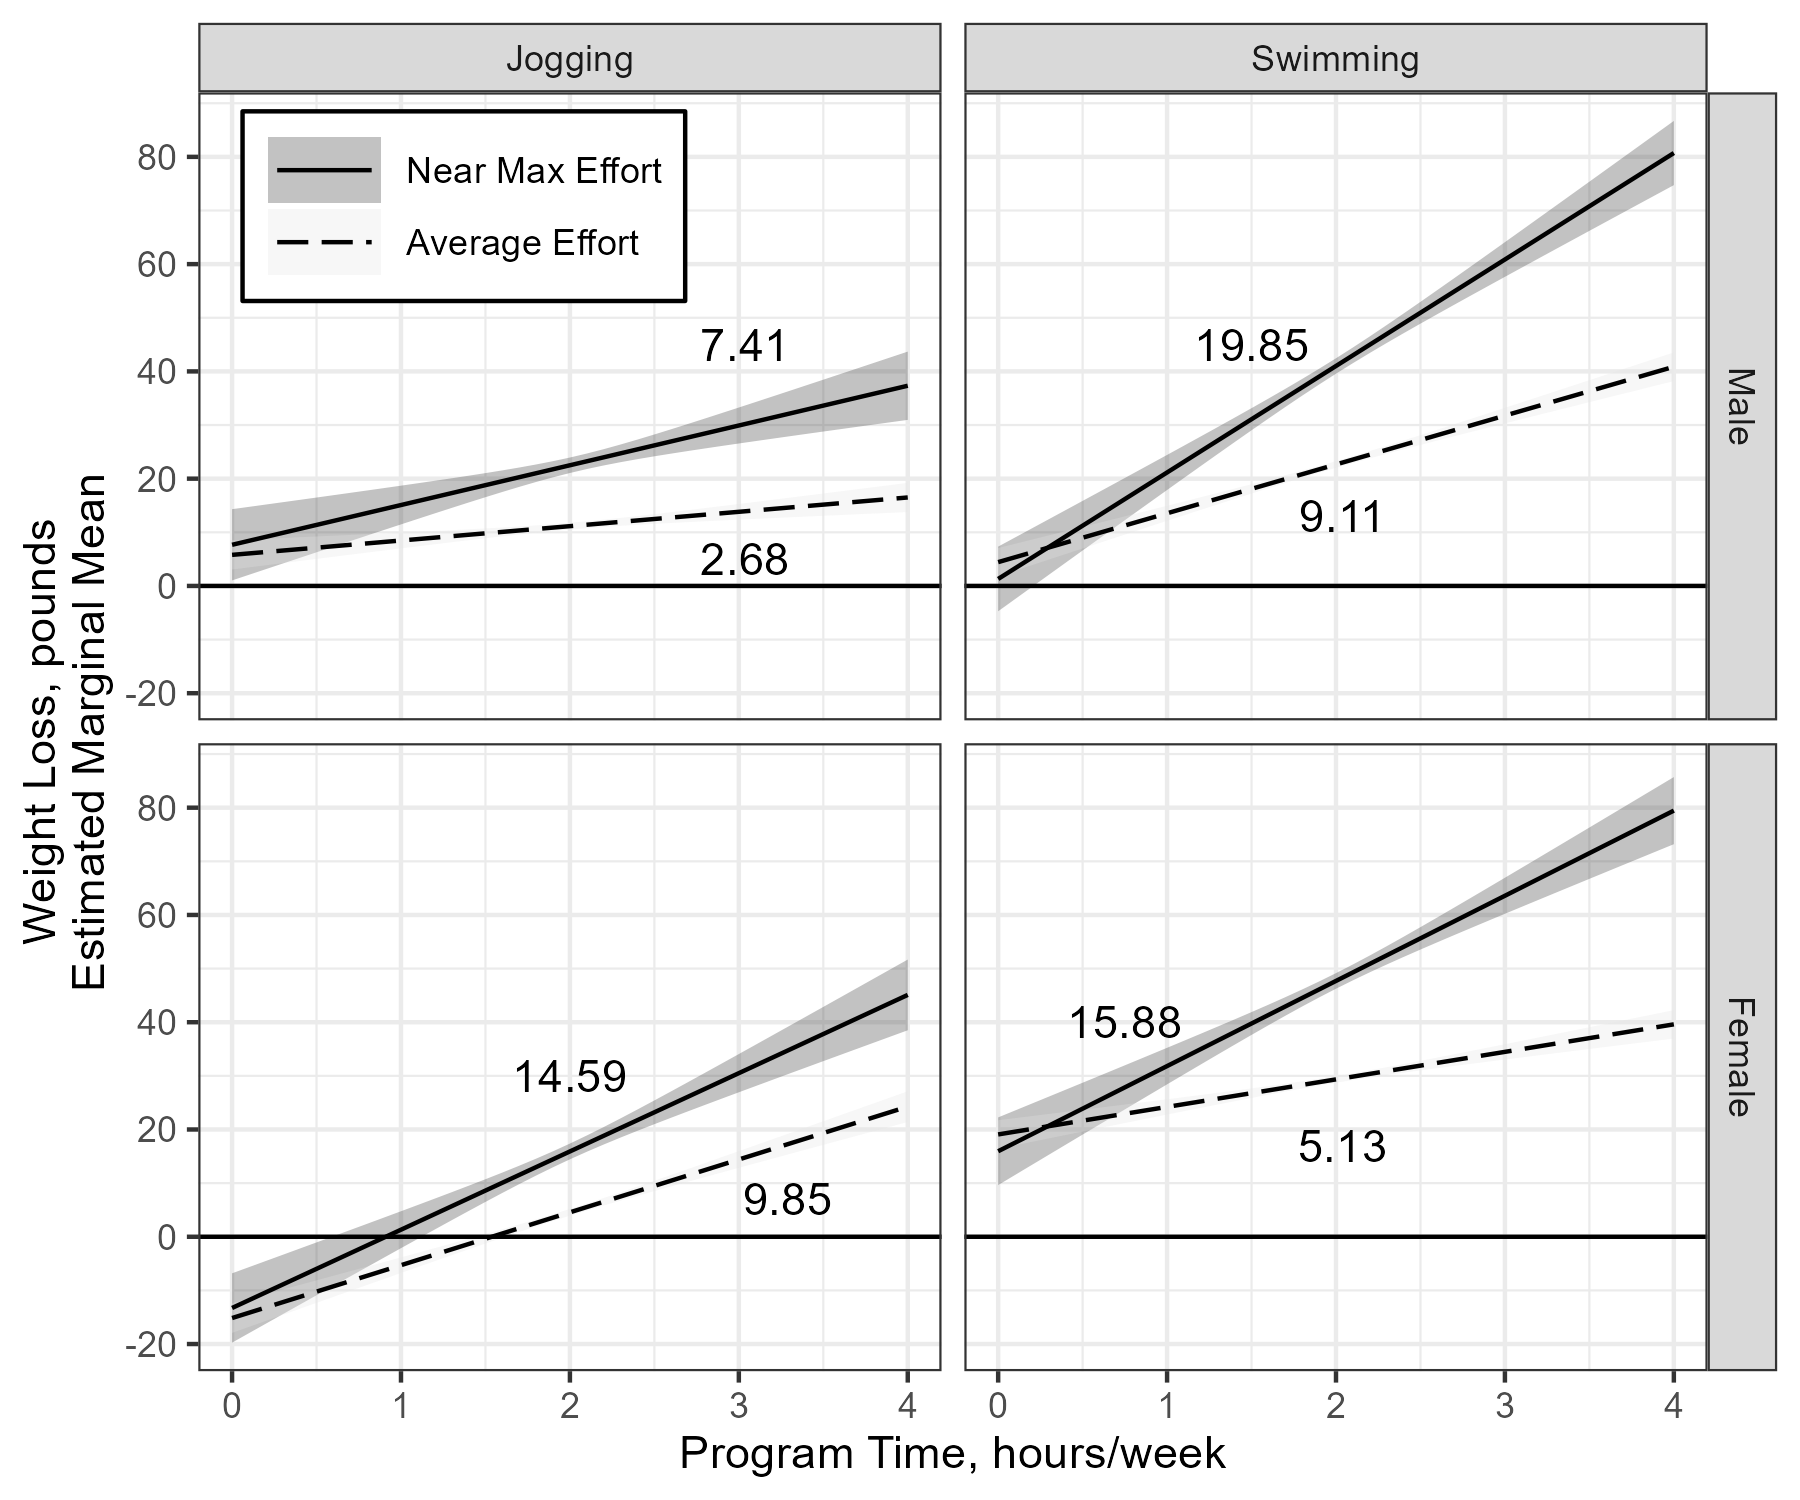 Jogging
Swimming
Near Max Effort
Average Effort
80
60
40
20
0
-20
7.41
2.68
19.85
9.11
Male
Weight Loss, pounds
Estimated Marginal Mean
80
60
40
20
0
-20
14.59
9.85
15.88
5.13
Female
0 1 2 3 4
0 1 2 3 4
Program Time, hours/week